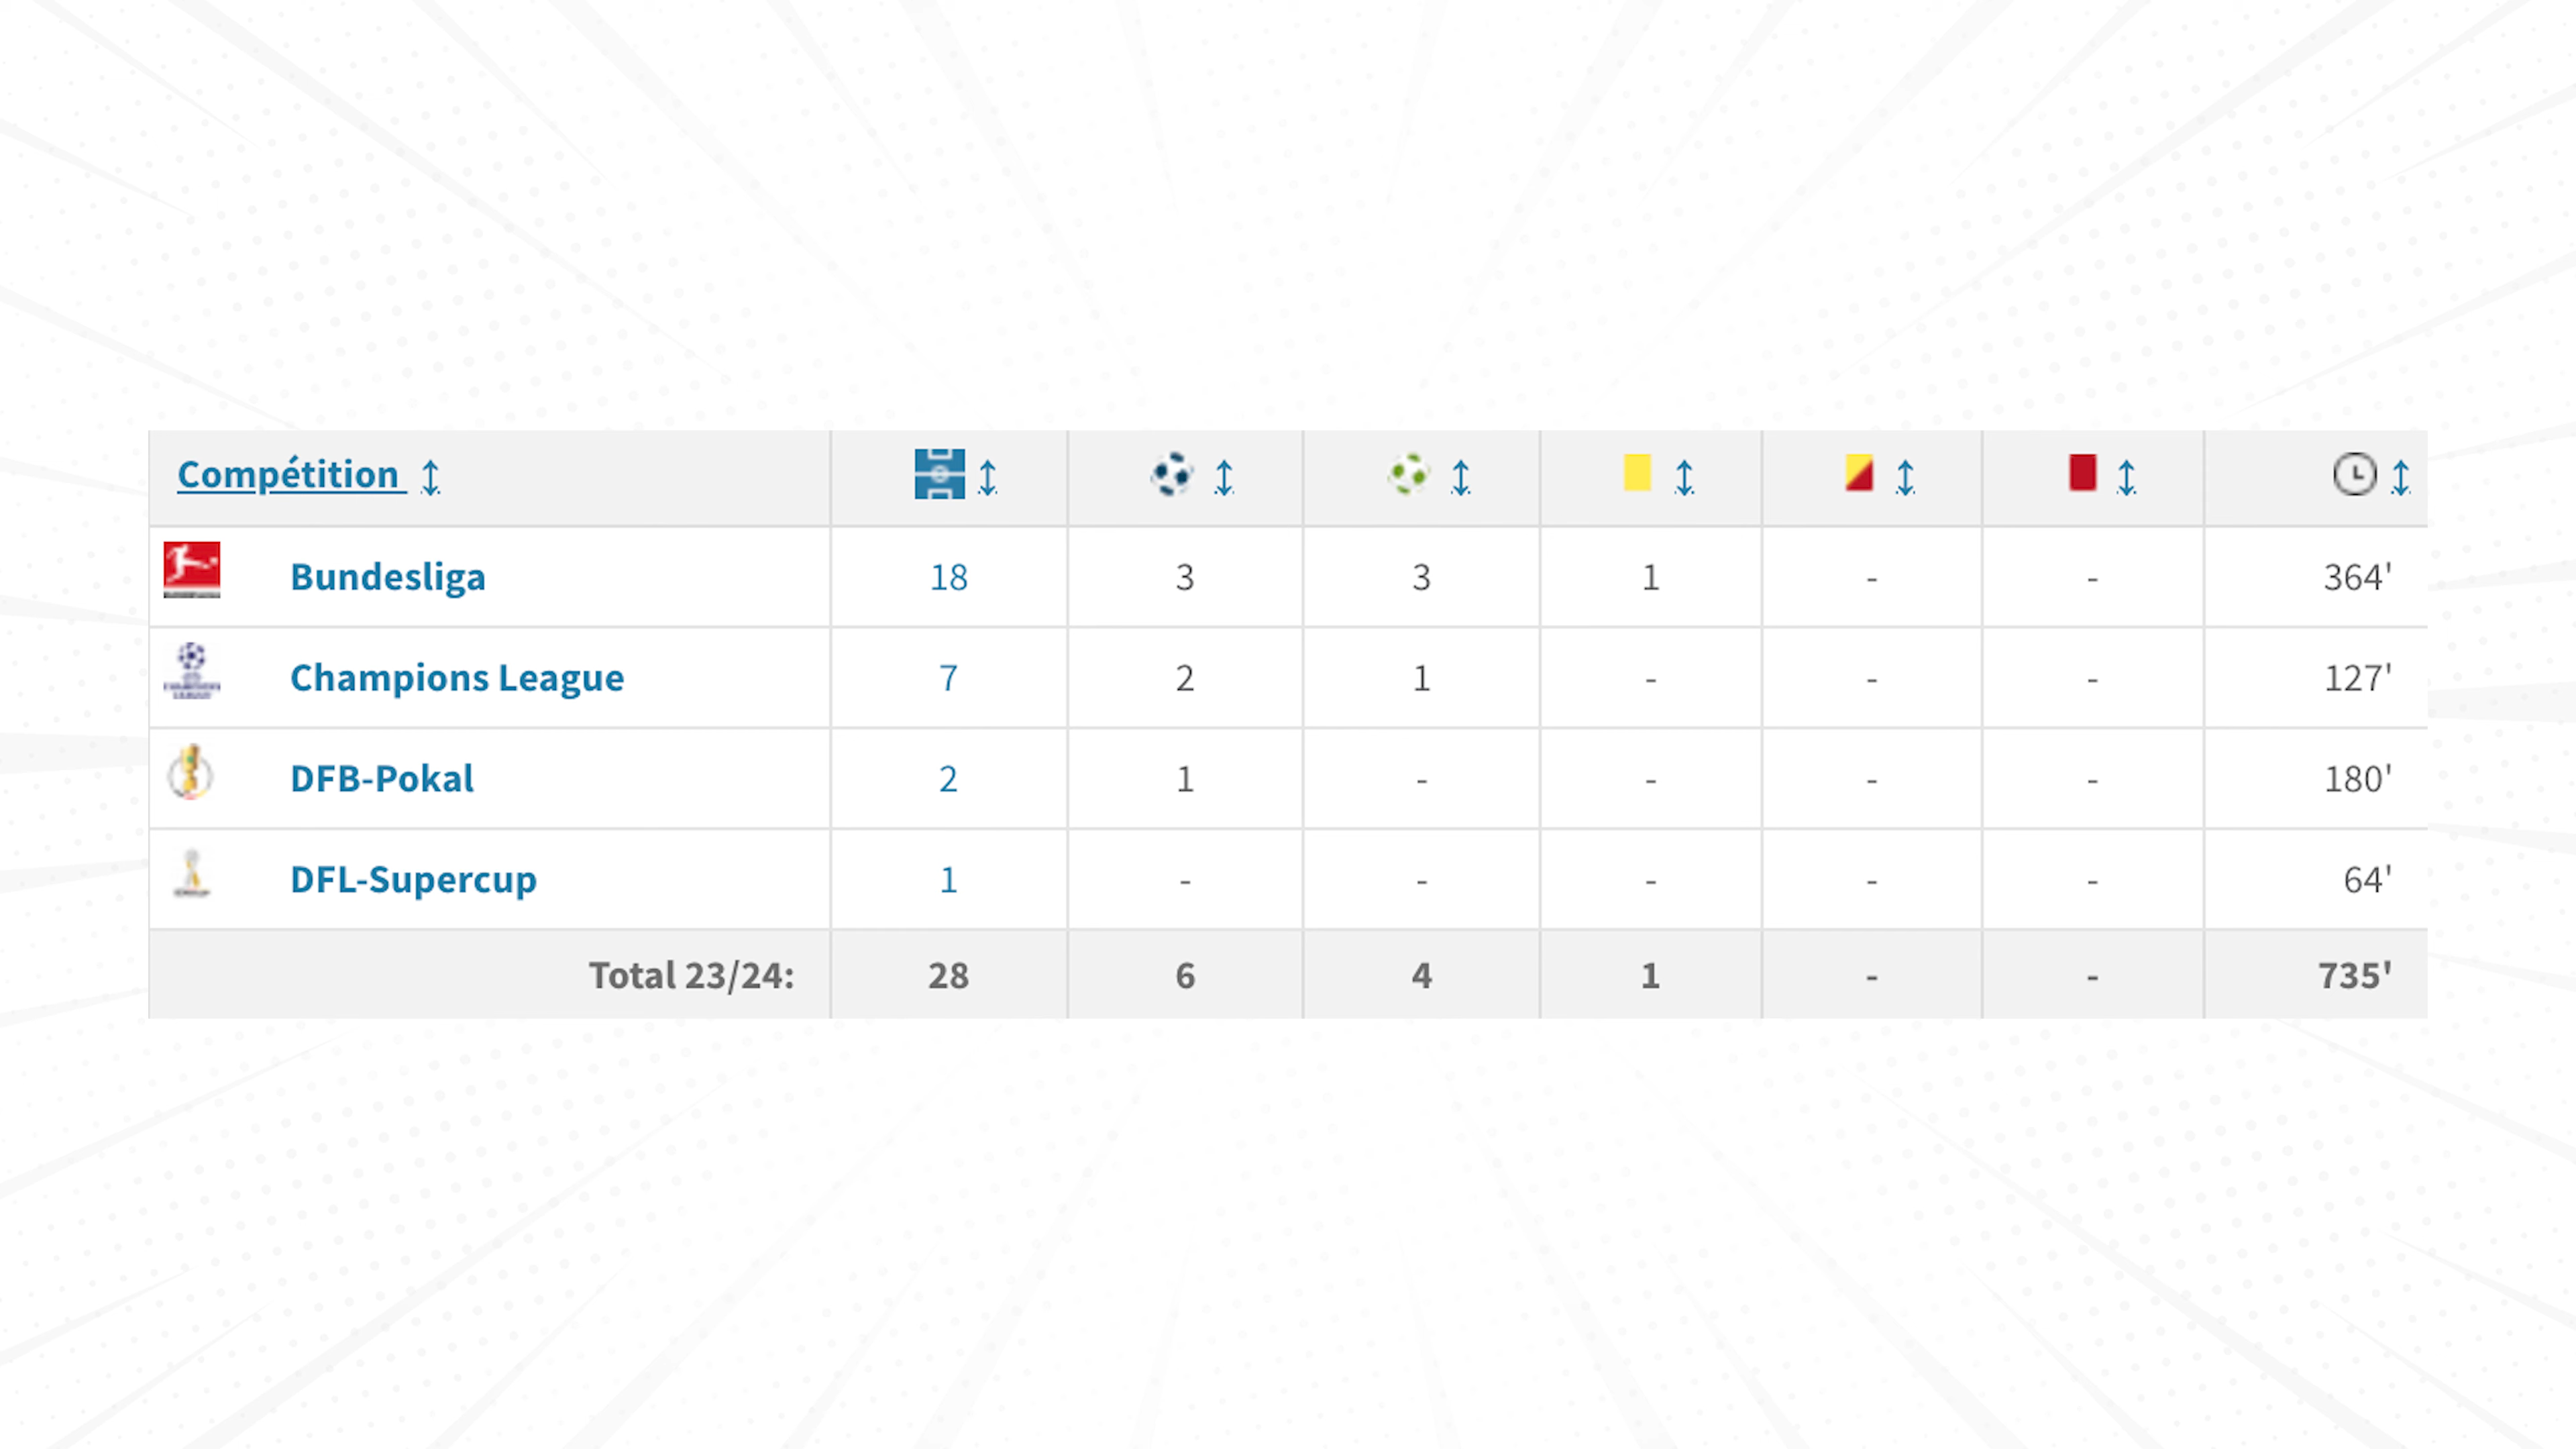 Compétition
Bundesliga 18 3 3 1 - - 364'
Champions League 7 2 1 - - - 127'
DFB-Pokal 2 1 - - - - 180'
DFL-Supercup 1 - - - - - 64'
Total 23/24: 28 6 4 1 - - 735'